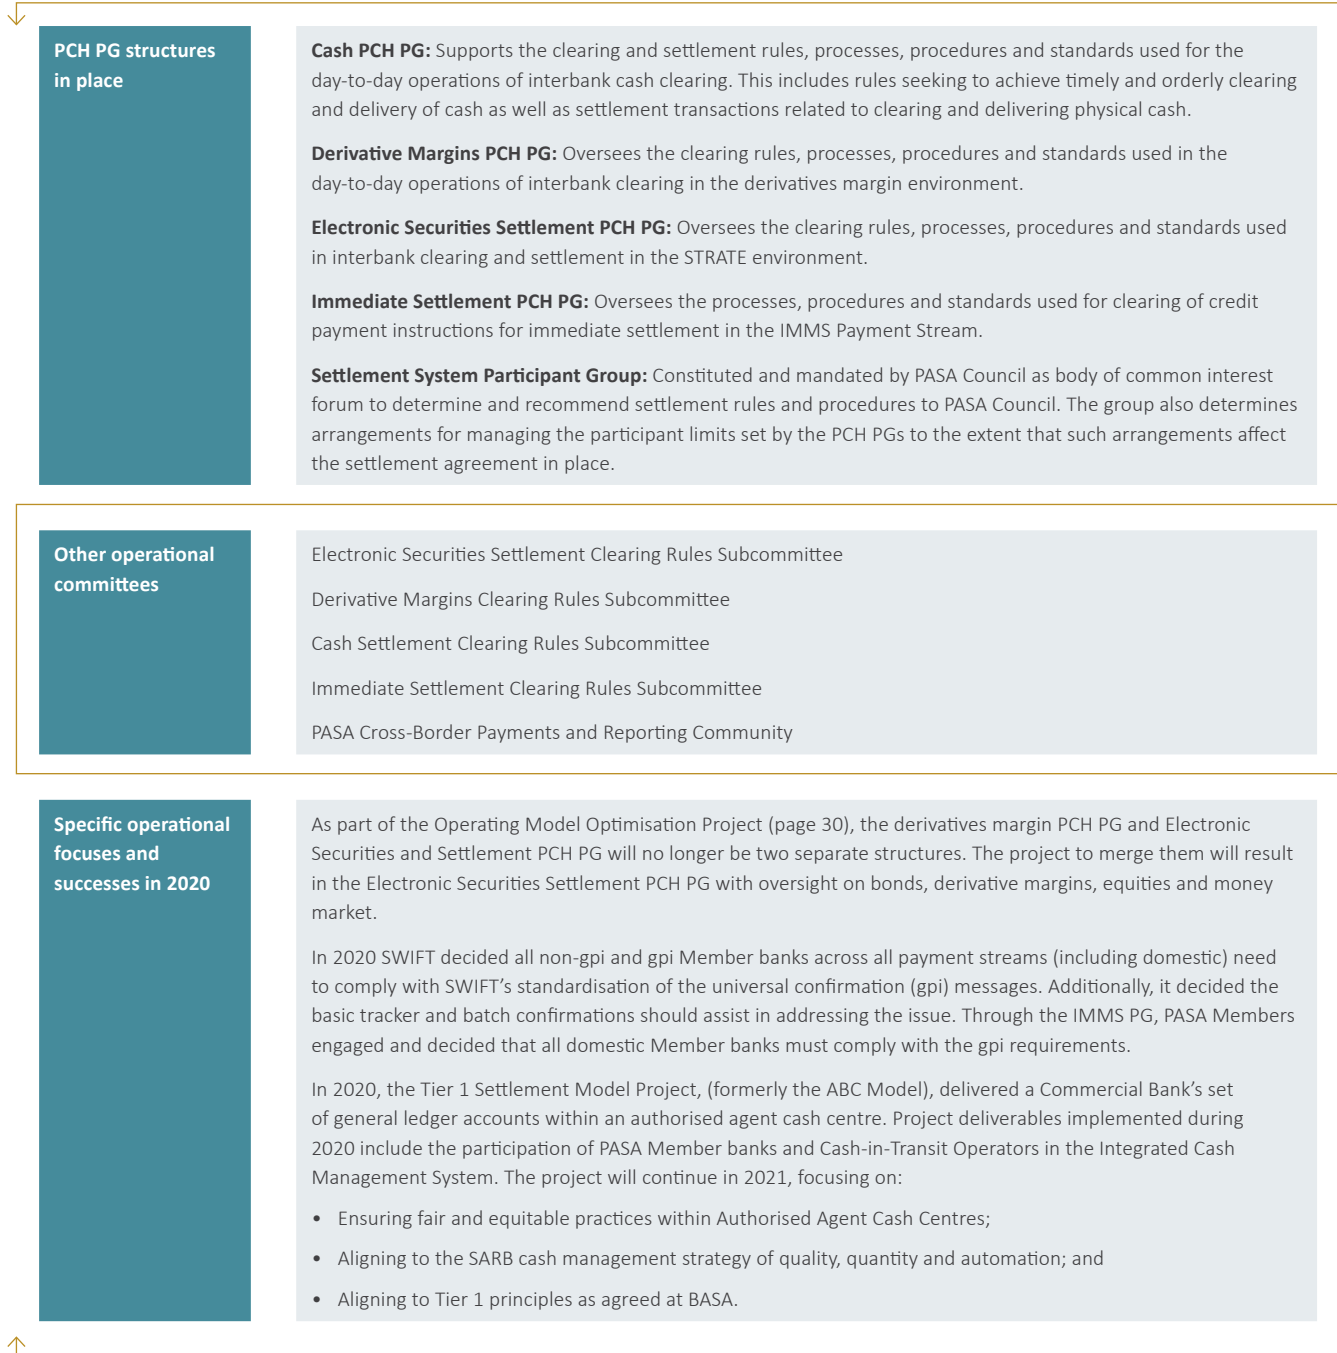 PCH PG structures
in place
Cash PCH PG: Supports the clearing and settlement rules, processes, procedures and standards used for the
day-to-day operations of interbank cash clearing. This includes rules seeking to achieve timely and orderly clearing
and delivery of cash as well as settlement transactions related to clearing and delivering physical cash.
Derivative Margins PCH PG: Oversees the clearing rules, processes, procedures and standards used in the
day-to-day operations of interbank clearing in the derivatives margin environment.
Electronic Securities Settlement PCH PG: Oversees the clearing rules, processes, procedures and standards used
in interbank clearing and settlement in the STRATE environment.
Immediate Settlement PCH PG: Oversees the processes, procedures and standards used for clearing of credit
payment instructions for immediate settlement in the IMMS Payment Stream.
Settlement System Participant Group: Constituted and mandated by PASA Council as body of common interest
forum to determine and recommend settlement rules and procedures to PASA Council. The group also determines
arrangements for managing the participant limits set by the PCH PGs to the extent that such arrangements affect
the settlement agreement in place.
Other operational
committees
Electronic Securities Settlement Clearing Rules Subcommittee
Derivative Margins Clearing Rules Subcommittee
Cash Settlement Clearing Rules Subcommittee
Immediate Settlement Clearing Rules Subcommittee
PASA Cross-Border Payments and Reporting Community
Specific operational
focuses and
successes in 2020
As part of the Operating Model Optimisation Project (page 30), the derivatives margin PCH PG and Electronic
Securities and Settlement PCH PG will no longer be two separate structures. The project to merge them will result
in the Electronic Securities Settlement PCH PG with oversight on bonds, derivative margins, equities and money
market.
In 2020 SWIFT decided all non-gpi and gpi Member banks across all payment streams (including domestic) need
to comply with SWIFT's standardisation of the universal confirmation (gpi) messages. Additionally, it decided the
basic tracker and batch confirmations should assist in addressing the issue. Through the IMMS PG, PASA Members
engaged and decided that all domestic Member banks must comply with the gpi requirements.
In 2020, the Tier 1 Settlement Model Project, (formerly the ABC Model), delivered a Commercial Bank's set
of general ledger accounts within an authorised agent cash centre. Project deliverables implemented during
2020 include the participation of PASA Member banks and Cash-in-Transit Operators in the Integrated Cash
Management System. The project will continue in 2021, focusing on:
• Ensuring fair and equitable practices within Authorised Agent Cash Centres;
• Aligning to the SARB cash management strategy of quality, quantity and automation; and
• Aligning to Tier 1 principles as agreed at BASA.